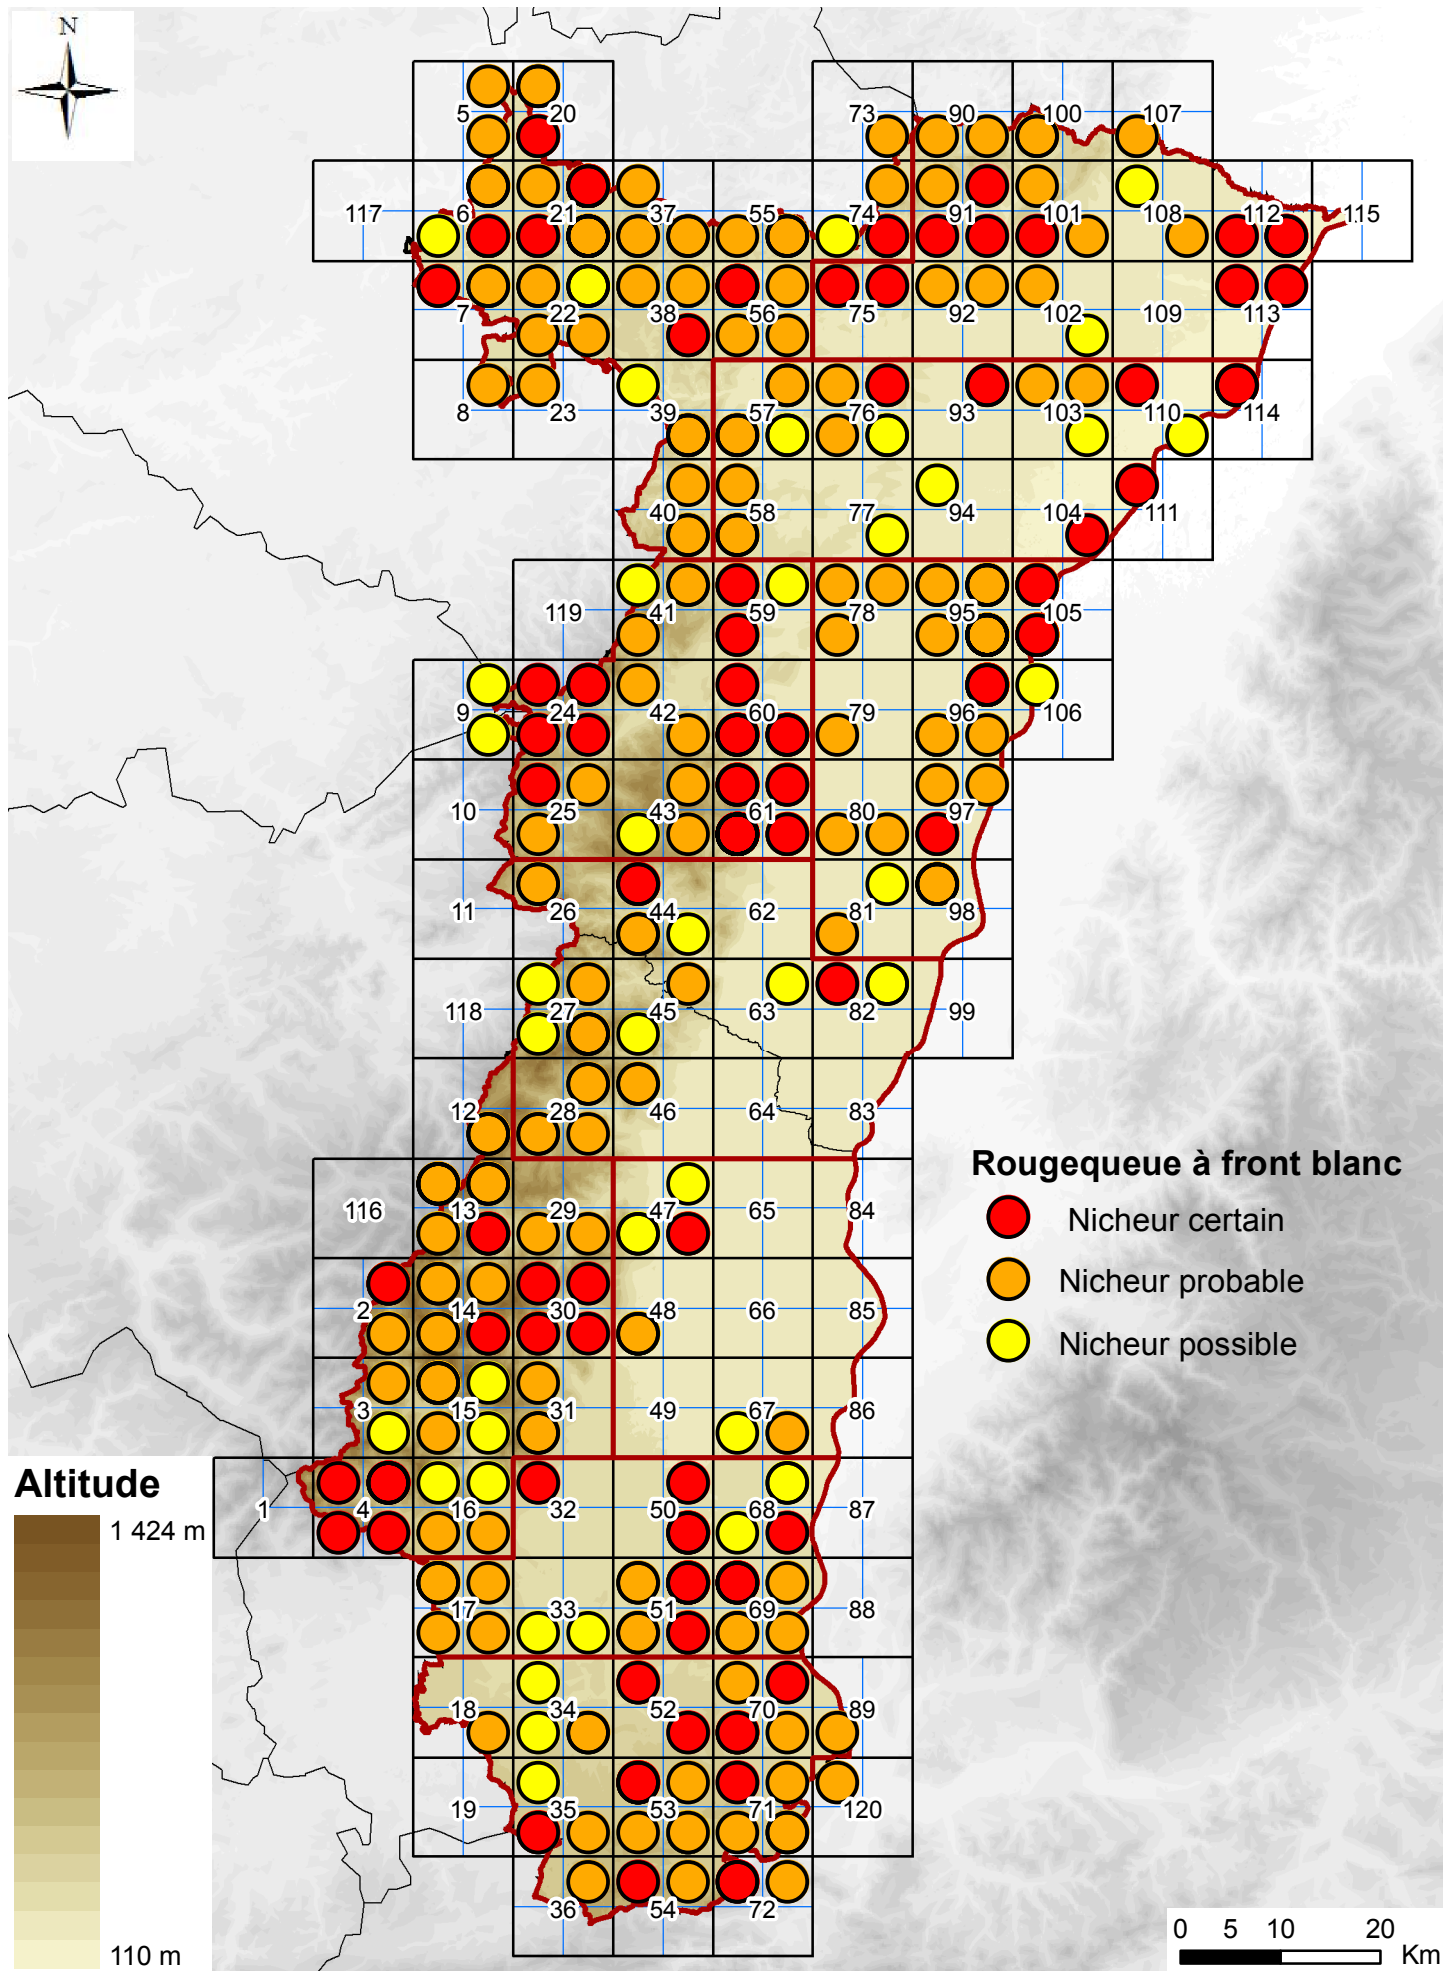 N
5 20 73 90 100 107
117 6 21 37 55 74 91 101 108 112 115
7 22 38 56 75 92 102 109 113
8 23 39 57 76 93 103 110 114
40 58 77 94 104 111
119 41 59 78 95 105
9 24 42 60 79 96 106
10 25 43 61 80 97
11 26 44 62 81 98
118 27 45 63 82 99
12 28 46 64 83
Rougequeue à front blanc
116 13 29 47 65 84
Nicheur certain
Nicheur probable
2 14 30 48 66 85
Nicheur possible
3 15 31 49 67 86
Altitude
1 4 16 32 50 68 87
1 424 m
17 33 51 69 88
18 34 52 70 89
19 35 53 71 120
36 54 72
0 5 10 20
Km
110 m